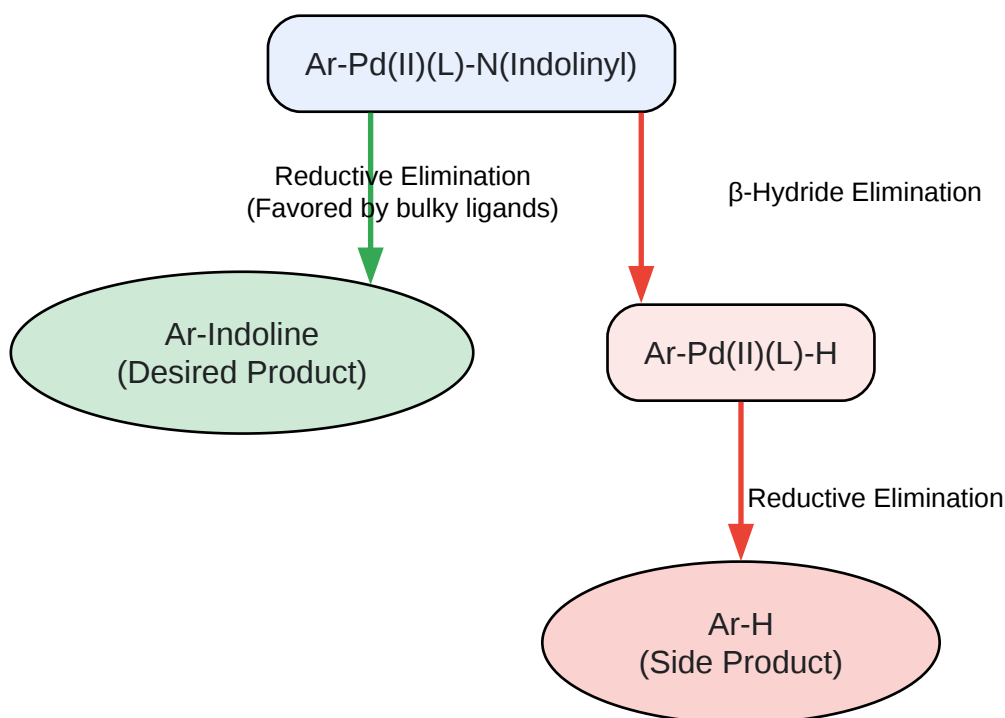 Ar-Pd(II)(L)-N(Indolinyl)
Reductive Elimination
(Favored by bulky ligands)
β-Hydride Elimination
Ar-Indoline
(Desired Product)
Ar-Pd(II)(L)-H
Reductive Elimination
Ar-H
(Side Product)